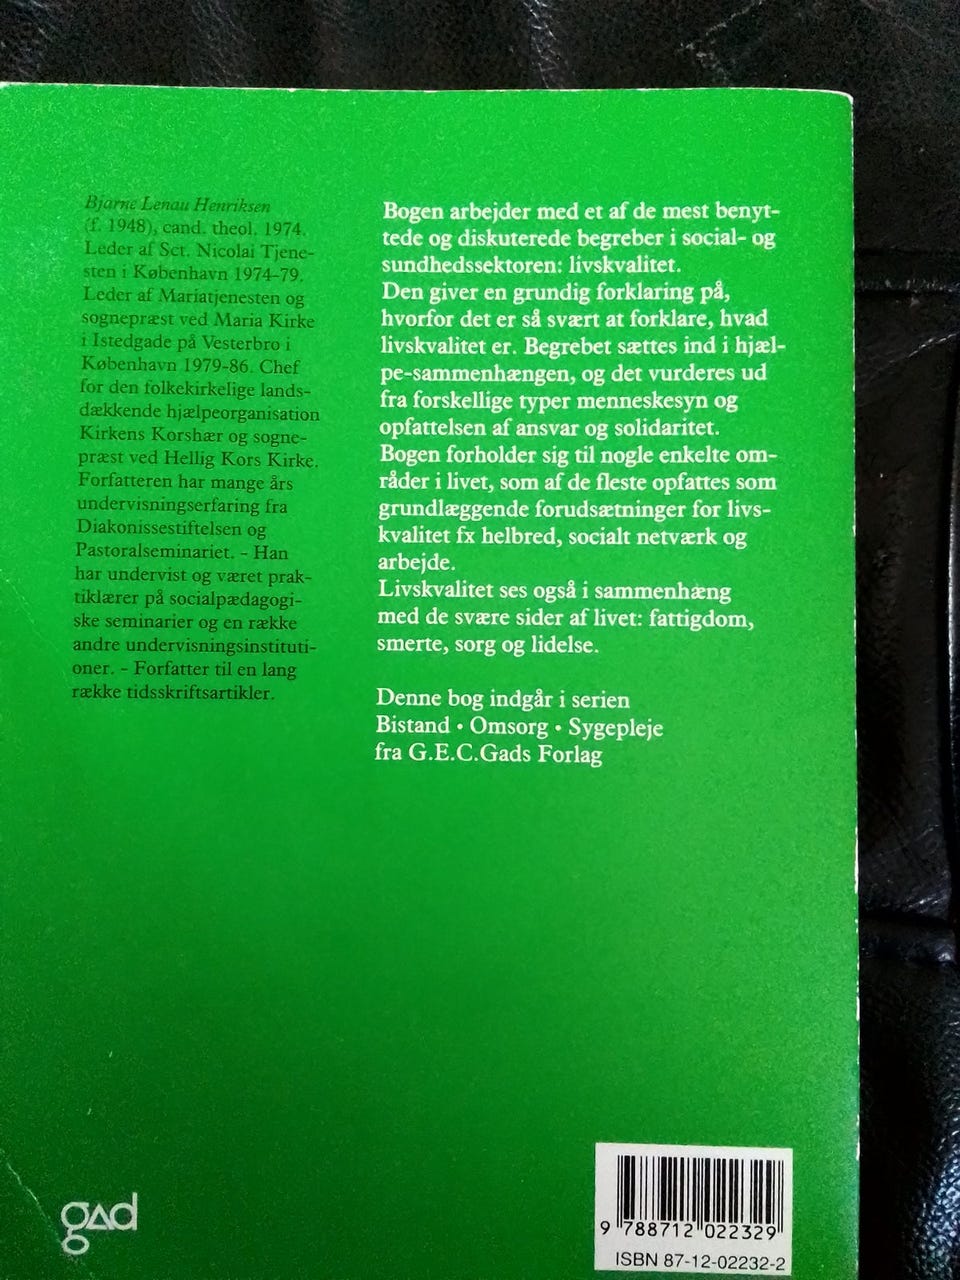 Bjarne Lenau Henriksen
(f. 1948), cand. theol. 1974.
Leder af Sct. Nicolai Tjene-
sten i København 1974-79.
Leder af Mariatjenesten og
sognepræst ved Maria Kirke
i Istedgade på Vesterbro i
København 1979-86. Chef
for den folkekirkelige lands-
dækkende hjælpeorganisation
Kirkens Korshær og sogne-
præst ved Hellig Kors Kirke.
Forfatteren har mange års
undervisningserfaring fra
Diakonissestiftelsen og
Pastoralseminariet. - Han
har undervist og været prak-
tiklærer på socialpædagogi-
ske seminarier og en række
andre undervisningsinstituti-
oner. - Forfatter til en lang
række tidsskriftsartikler.
Bogen arbejder med et af de mest benyt-
tede og diskuterede begreber i social- og
sundhedssektoren: livskvalitet.
Den giver en grundig forklaring på,
hvorfor det er så svært at forklare, hvad
livskvalitet er. Begrebet sættes ind i hjæl-
pe-sammenhængen, og det vurderes ud
fra forskellige typer menneskesyn og
opfattelsen af ansvar og solidaritet.
Bogen forholder sig til nogle enkelte om-
råder i livet, som af de fleste opfattes som
grundlæggende forudsætninger for livs-
kvalitet fx helbred, socialt netværk og
arbejde.
Livskvalitet ses også i sammenhæng
med de svære sider af livet: fattigdom,
smerte, sorg og lidelse.
Denne bog indgår i serien
Bistand • Omsorg • Sygepleje
fra G.E.C.Gads Forlag
gad
9 788712 022329
ISBN 87-12-02232-2